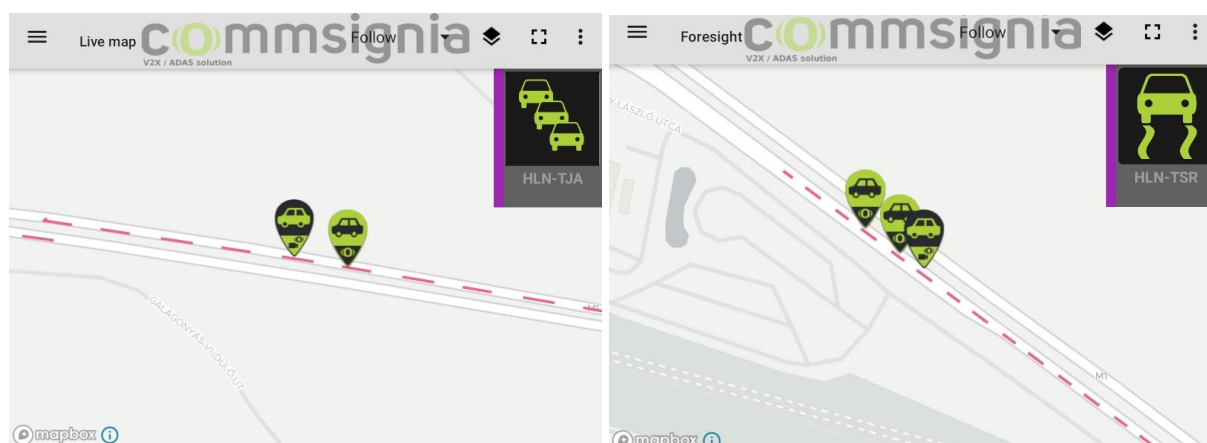 Live map
commsignia
Follow
V2X / ADAS solution
HLN-TJA
M1
GALAGONYÁS VI-DŰLŐ ÚT
mapbox
Foresight
commsignia
Follow
V2X / ADAS solution
LÁSZLÓ UTCA
HLN-TSR
M1
mapbox